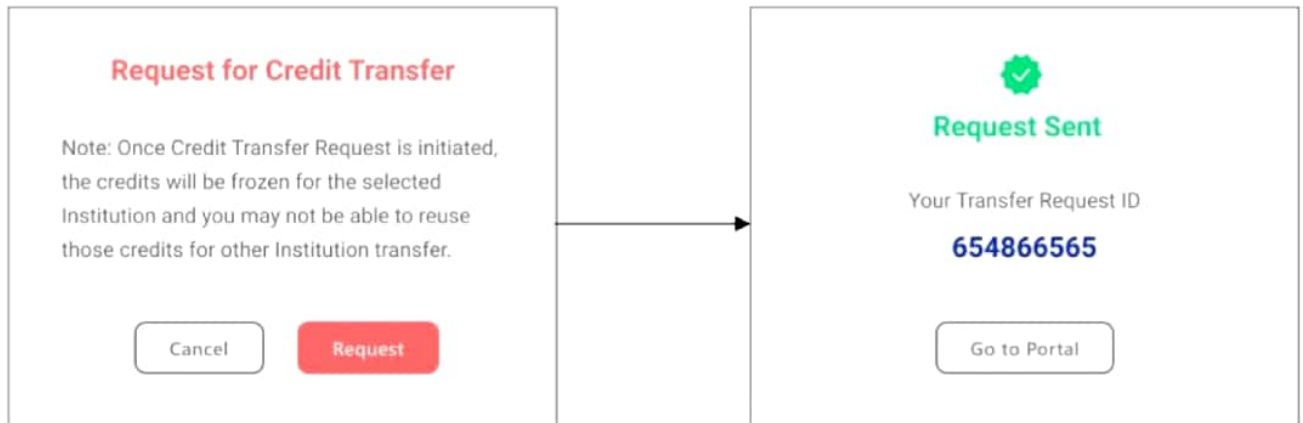 Request for Credit Transfer
Note: Once Credit Transfer Request is initiated,
the credits will be frozen for the selected
Institution and you may not be able to reuse
those credits for other Institution transfer.
Cancel
Request
Request Sent
Your Transfer Request ID
654866565
Go to Portal